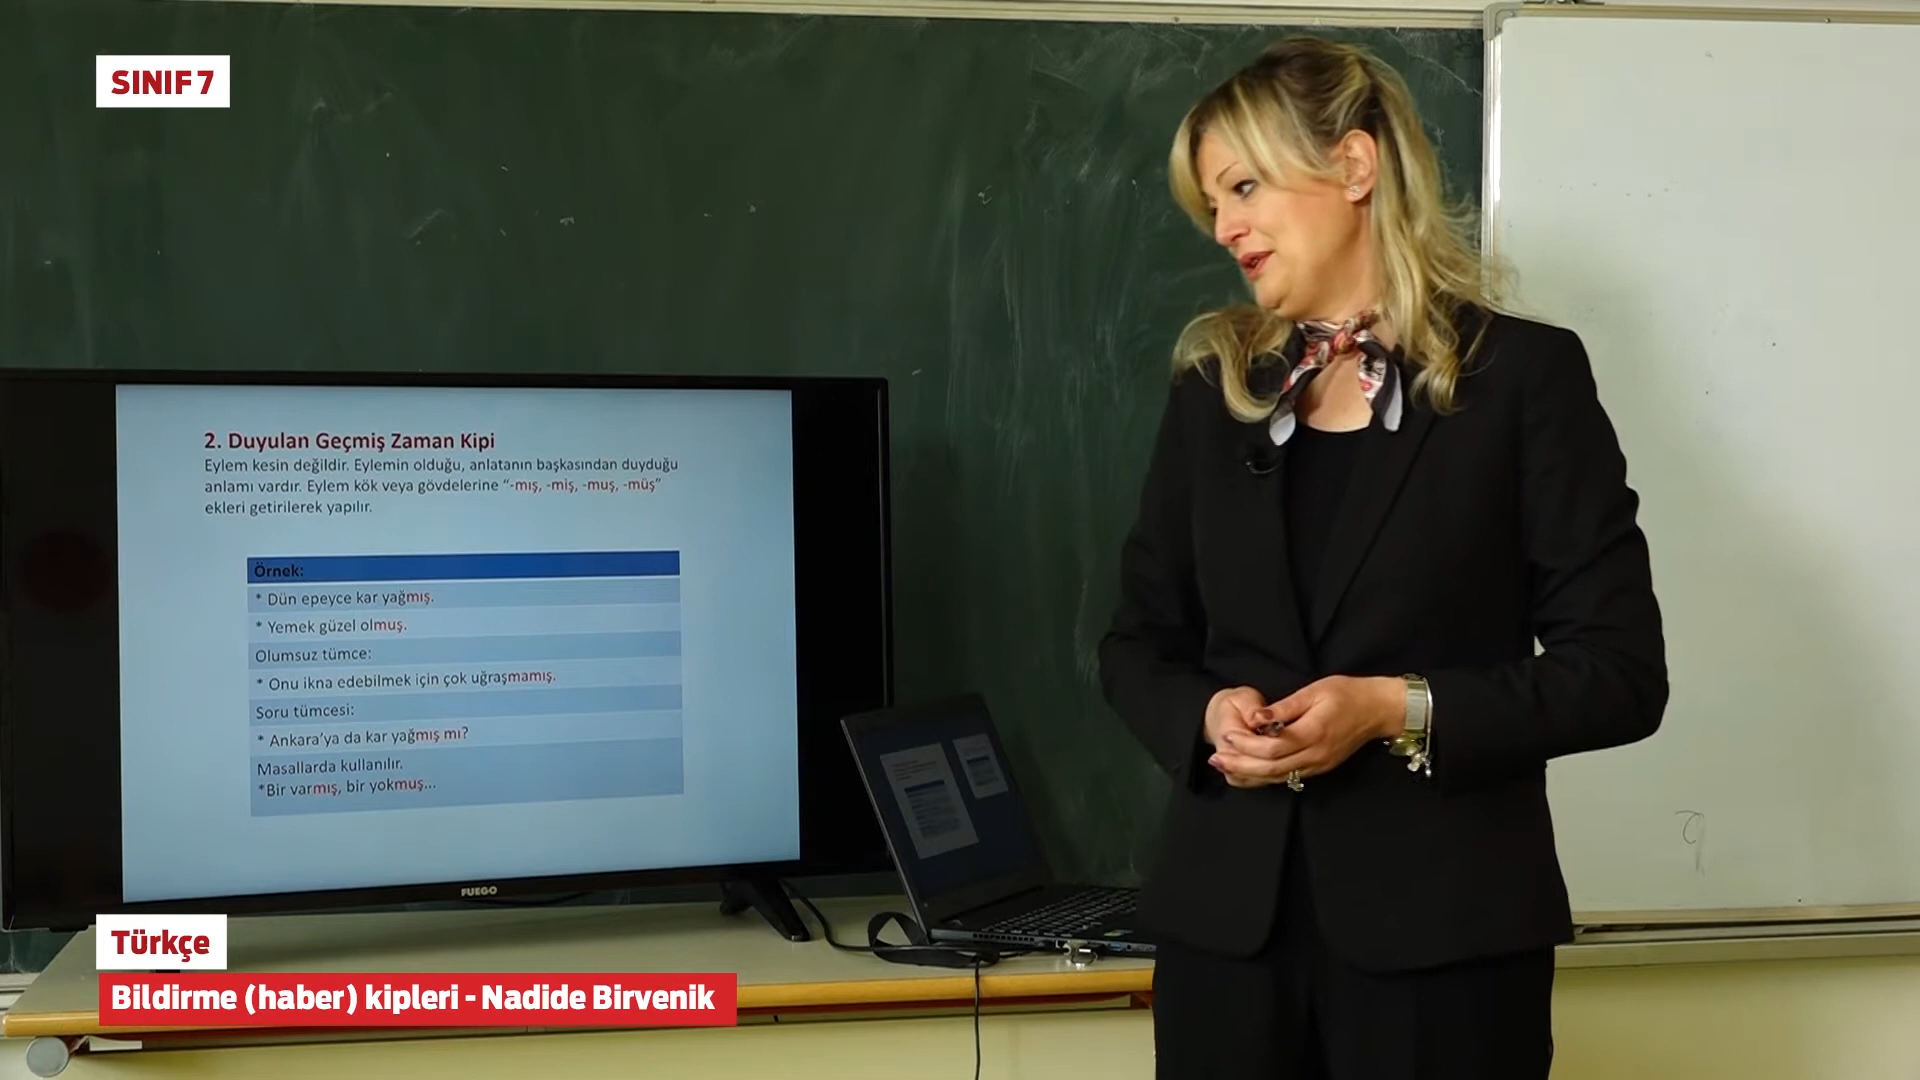 SINIF 7
2. Duyulan Geçmiş Zaman Kipi
Eylem kesin değildir. Eylemin olduğu, anlatanın başkasından duyduğu
anlamı vardır. Eylem kök veya gövdelerine “-mış, -miş, -muş, -müş”
ekleri getirilerek yapılır.
Örnek:
* Dün epeyce kar yağmış.
* Yemek güzel olmuş.
Olumsuz tümce:
* Onu ikna edebilmek için çok uğraşmamış.
Soru tümcesi:
* Ankara’ya da kar yağmış mı?
Masallarda kullanılır.
*Bir varmış, bir yokmuş...
FUEGO
Türkçe
Bildirme (haber) kipleri - Nadide Birvenik